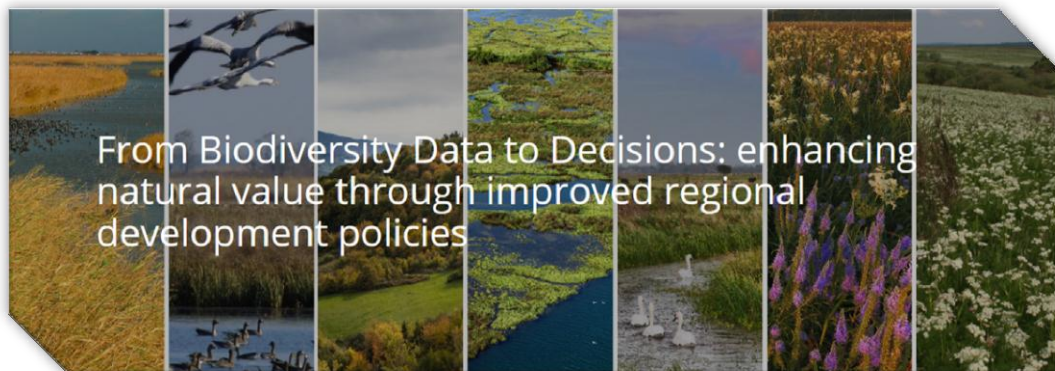 From Biodiversity Data to Decisions: enhancing
natural value through improved regional
development policies